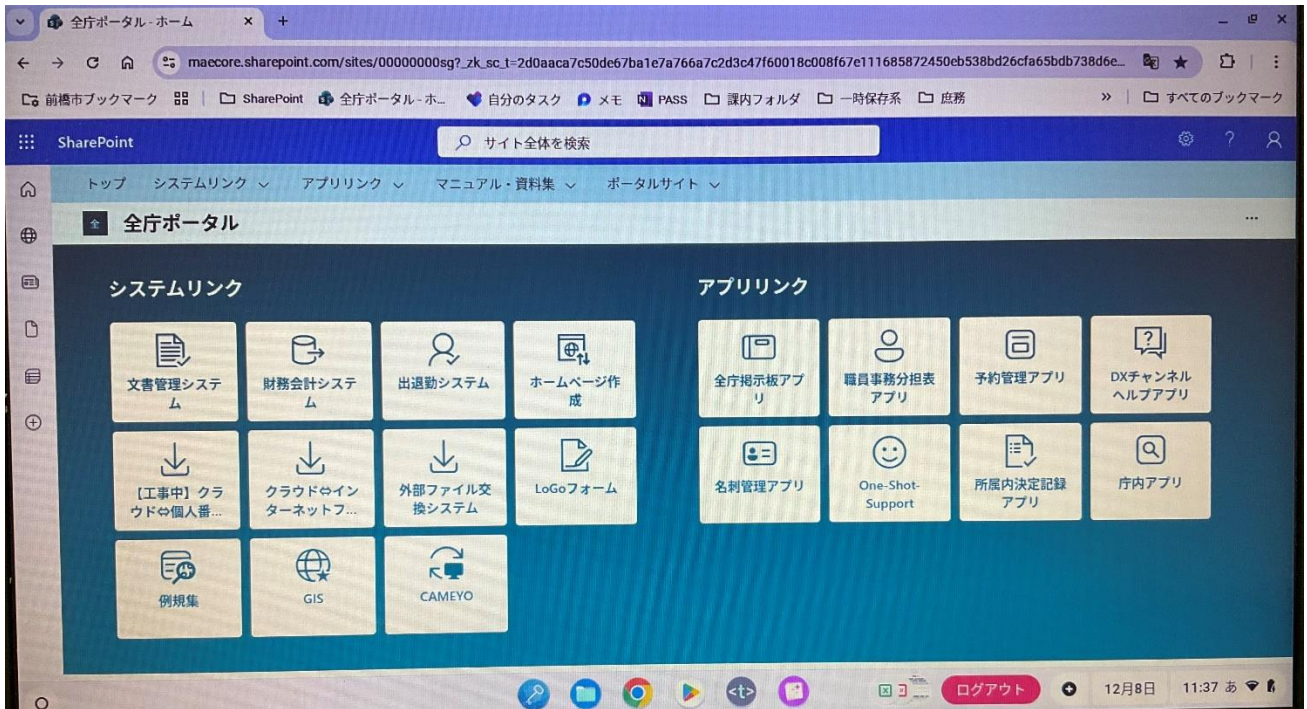 全庁ポータル - ホーム
maecore.sharepoint.com/sites/00000000sg?_zk_sc_t=2d0aaca7c50de67ba1e7a766a7c2d3c47f60018c008f67e111685872450eb538bd26cfa65bdb738d6e...
前橋市ブックマーク SharePoint 全庁ポータル - ホ... 自分のタスク メモ PASS 課内フォルダ 一時保存系 庶務 » すべてのブックマーク
SharePoint サイト全体を検索
トップ システムリンク アプリリンク マニュアル・資料集 ポータルサイト
全 全庁ポータル ...
システムリンク
文書管理システ
ム
財務会計システ
ム
出退勤システム
ホームページ作
成
【工事中】クラ
ウド⇔個人番...
クラウド⇔イン
ターネットフ...
外部ファイル交
換システム
LoGoフォーム
例規集
GIS
CAMEYO
アプリリンク
全庁掲示板アプ
リ
職員事務分担表
アプリ
予約管理アプリ
DXチャンネル
ヘルプアプリ
名刺管理アプリ
One-Shot-
Support
所属内決定記録
アプリ
庁内アプリ
<t> ログアウト 12月8日 11:37 あ